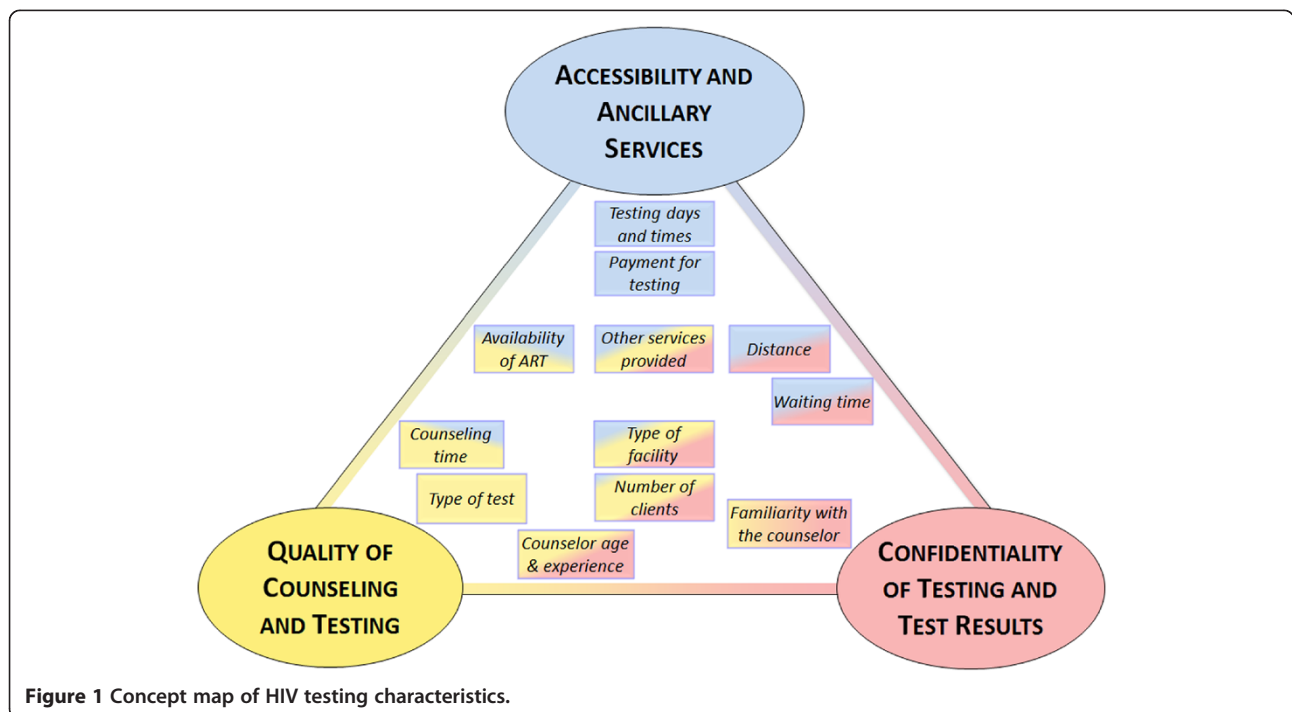 ACCESSIBILITY AND
ANCILLARY
SERVICES
Testing days
and times
Payment for
testing
Availability
of ART
Other services
provided
Distance
Waiting time
Counseling
time
Type of
facility
Type of test
Number of
clients
Familiarity with
the counselor
Counselor age
& experience
QUALITY OF
COUNSELING
AND TESTING
CONFIDENTIALITY
OF TESTING AND
TEST RESULTS
Figure 1 Concept map of HIV testing characteristics.